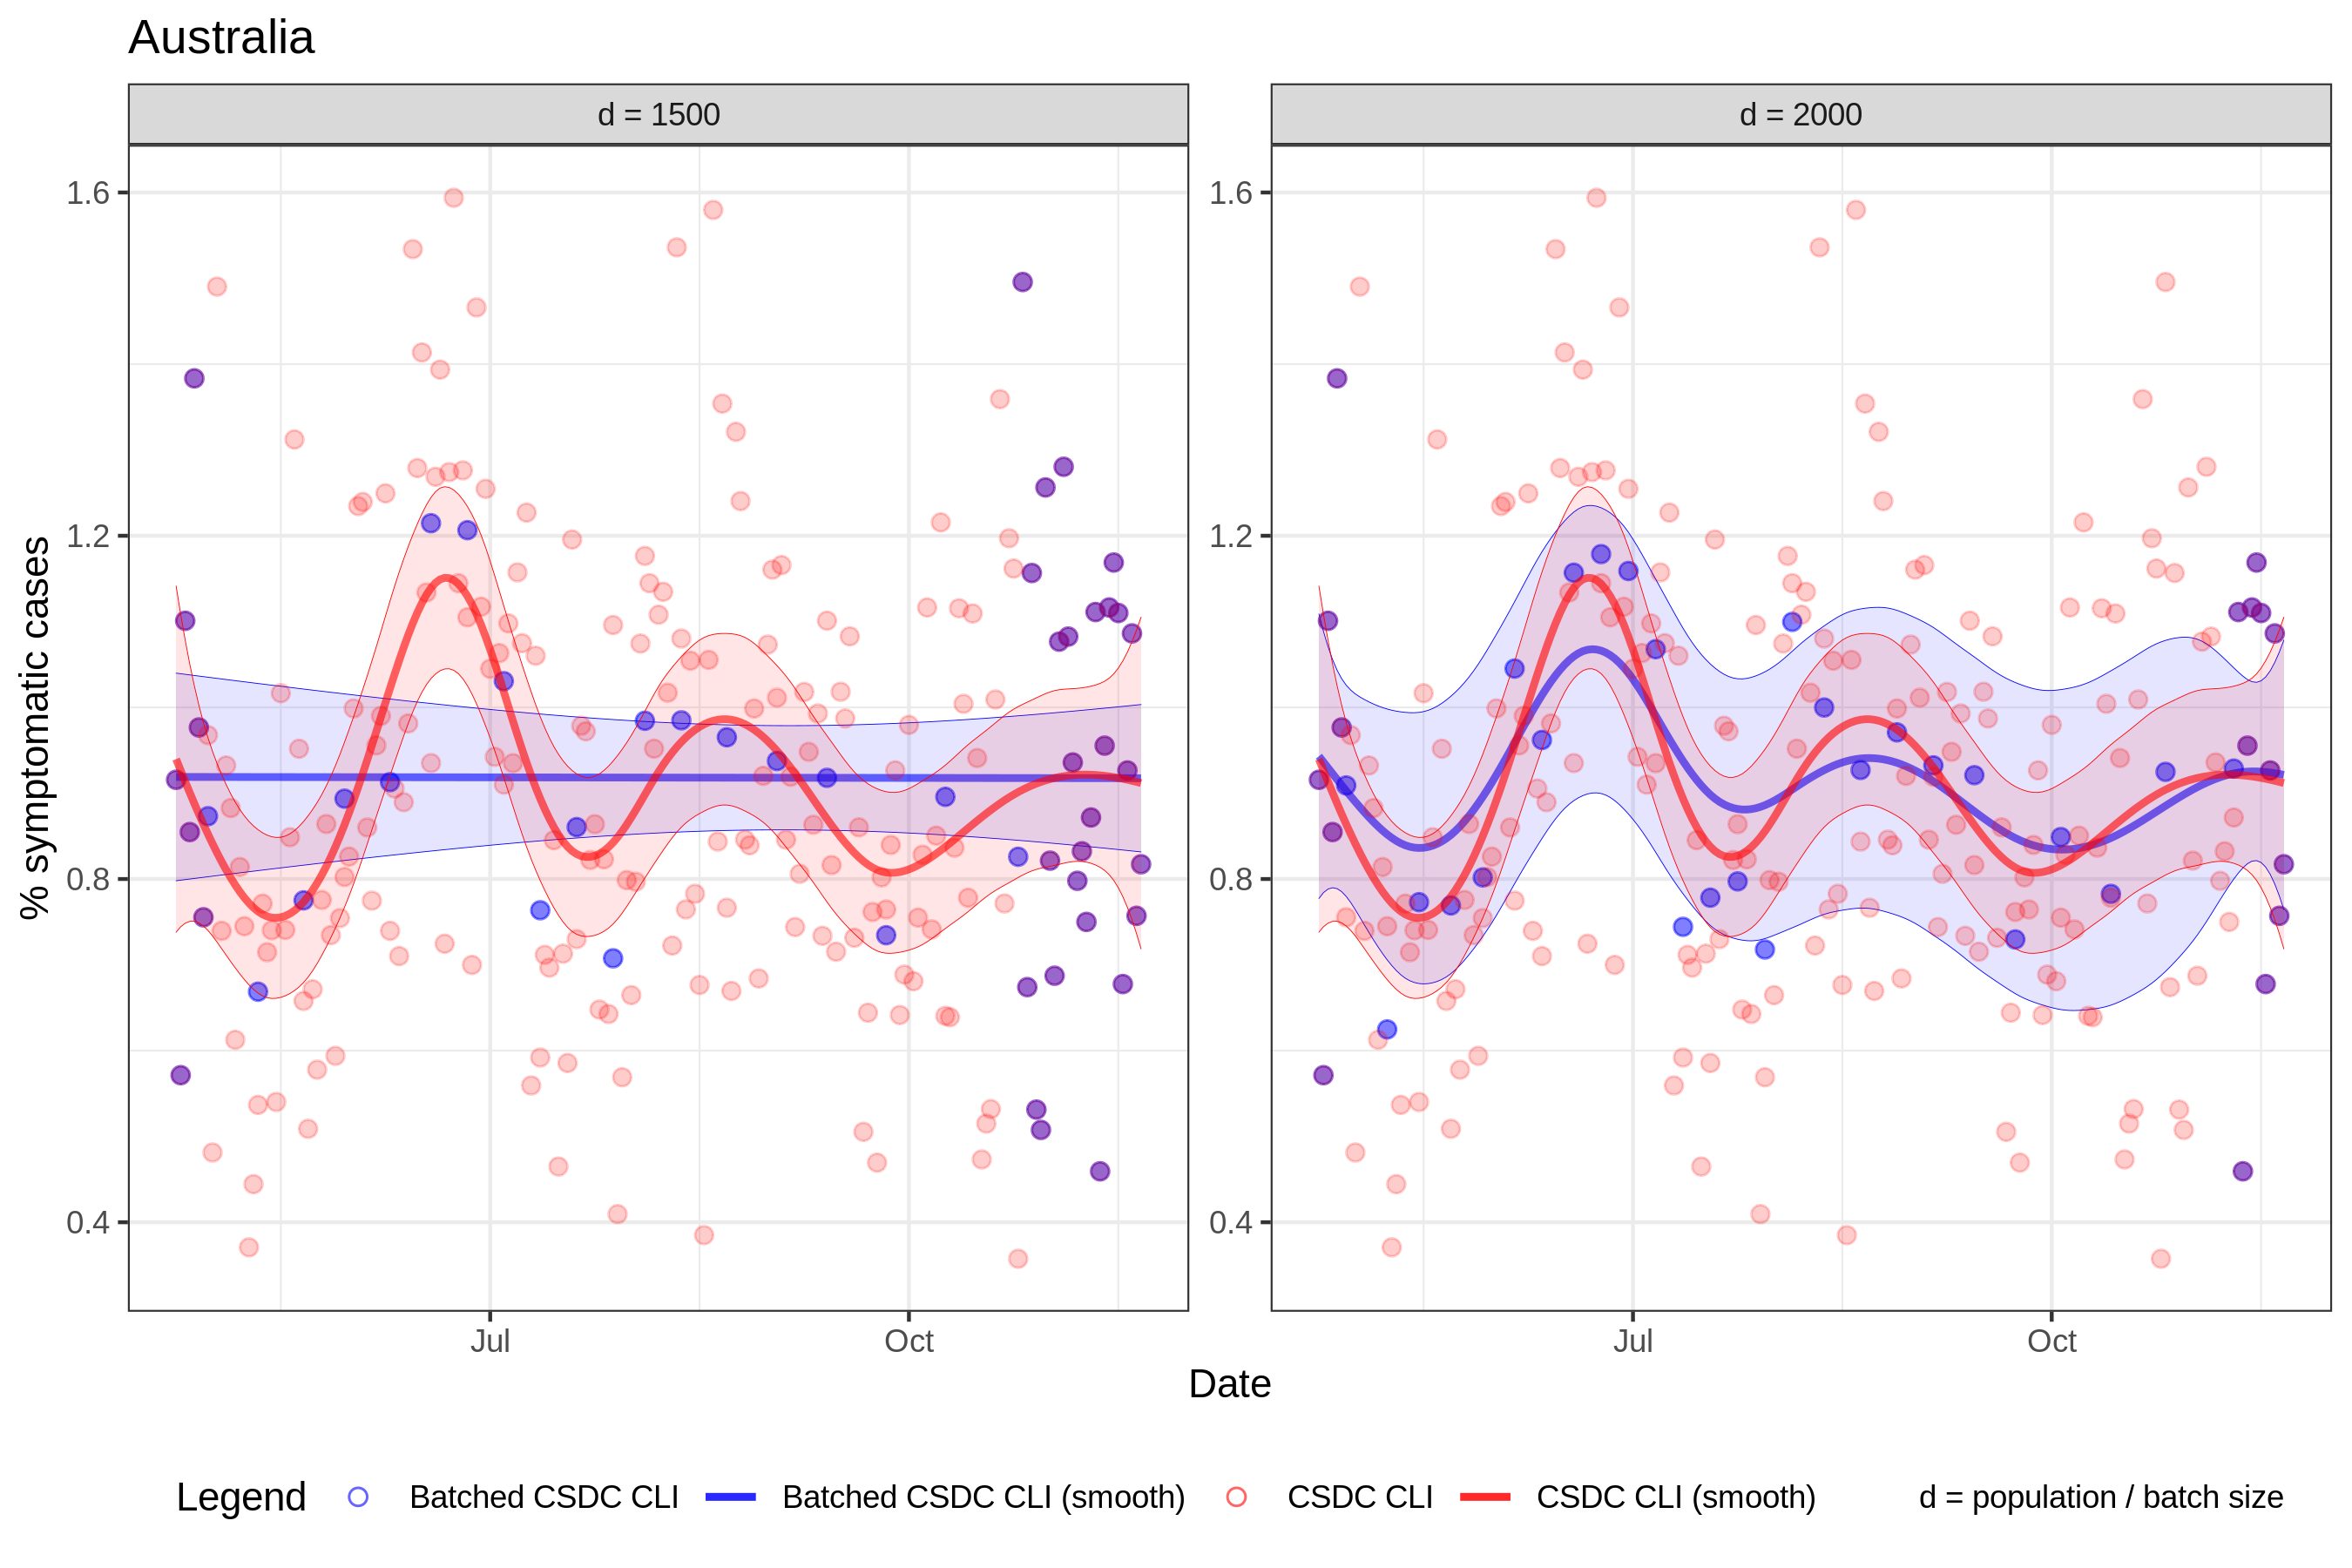 Australia
d = 1500
d = 2000
% symptomatic cases
1.6
1.2
0.8
0.4
1.6
1.2
0.8
0.4
Jul
Oct
Jul
Oct
Date
Legend
Batched CSDC CLI
Batched CSDC CLI (smooth)
CSDC CLI
CSDC CLI (smooth)
d = population / batch size